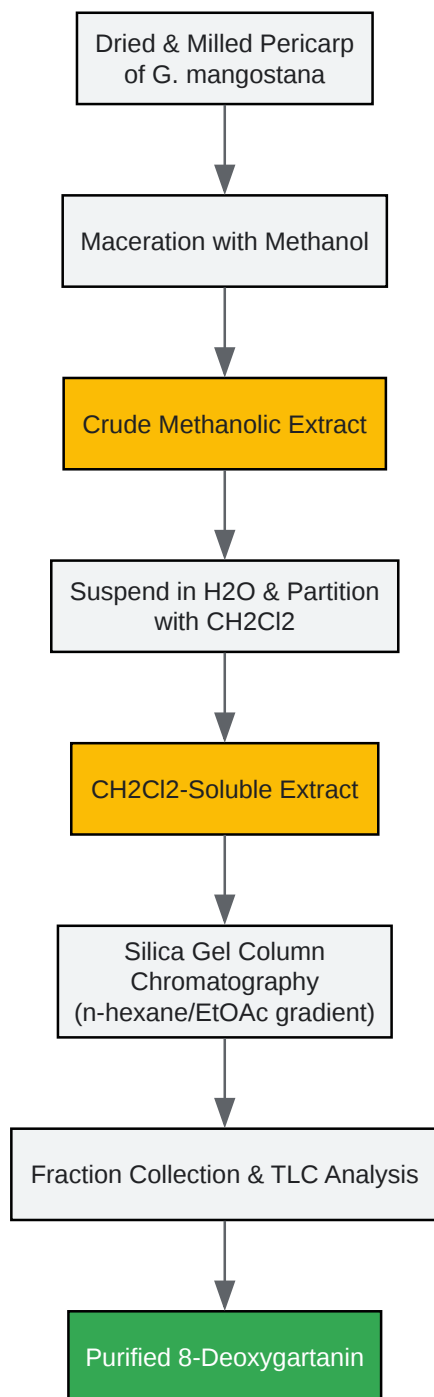 Dried & Milled Pericarp
of G. mangostana
Maceration with Methanol
Crude Methanolic Extract
Suspend in H2O & Partition
with CH2Cl2
CH2Cl2-Soluble Extract
Silica Gel Column
Chromatography
(n-hexane/EtOAc gradient)
Fraction Collection & TLC Analysis
Purified 8-Deoxygartanin